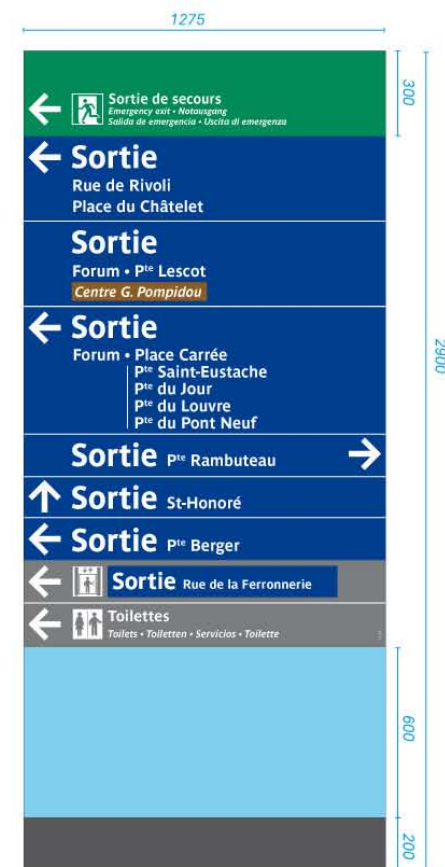 1275
Sortie de secours
Emergency exit • Notausgang
Salida de emergencia • Uscita di emergenza
300
Sortie
Rue de Rivoli
Place du Châtelet
Sortie
Forum • Pte Lescot
Centre G. Pompidou
Sortie
Forum • Place Carrée
Pte Saint-Eustache
Pte du Jour
Pte du Louvre
Pte du Pont Neuf
2900
Sortie Pte Rambuteau
Sortie St-Honoré
Sortie Pte Berger
Sortie Rue de la Ferronnerie
Toilettes
Toilets • Toiletten • Servicios • Toilette
600
200